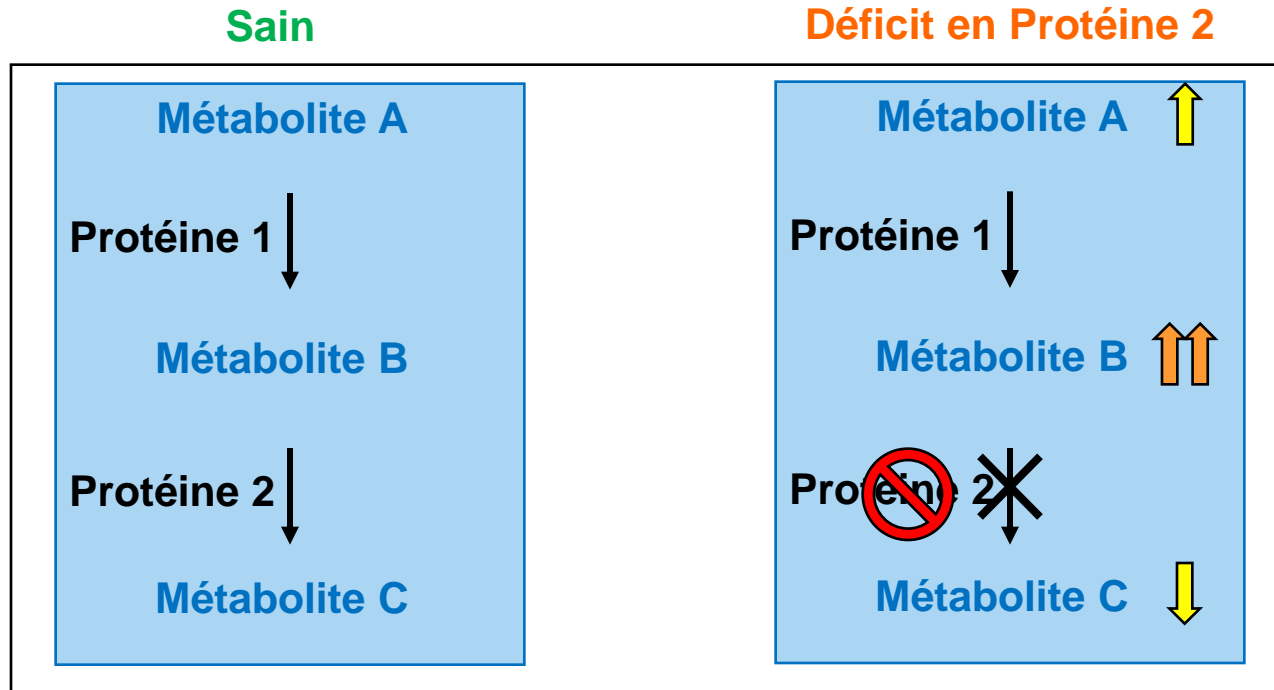 Sain
Déficit en Protéine 2
Métabolite A
Protéine 1
Métabolite B
Protéine 2
Métabolite C
Métabolite A
Protéine 1
Métabolite B
Protéine 2
Métabolite C